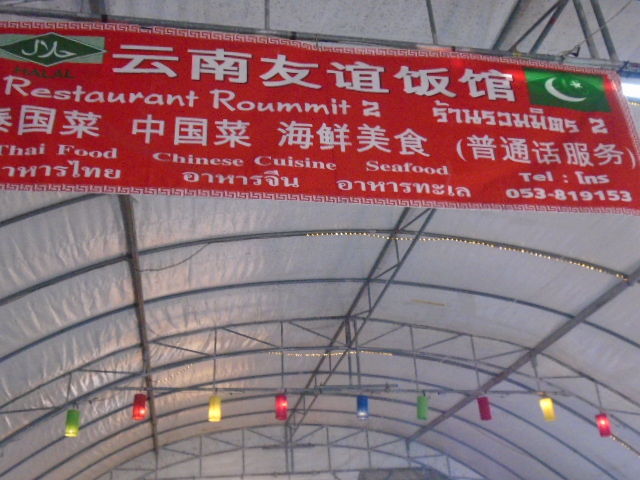 حلال
HALAL
云南友谊饭馆
Restaurant Roummit 2
ร้านรวมมิตร 2
泰国菜 中国菜 海鲜美食 (普通话服务)
Thai Food Chinese Cuisine Seafood
อาหารไทย อาหารจีน อาหารทะเล
Tel : โทร
053-819153